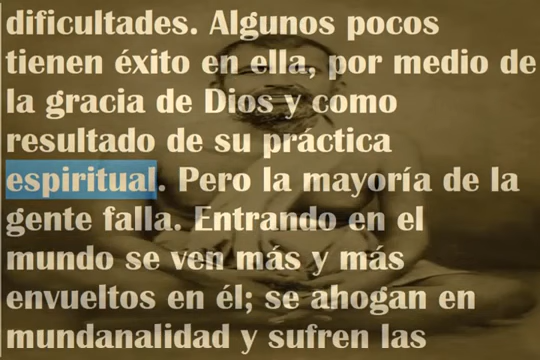 dificultades. Algunos pocos
tienen éxito en ella, por medio de
la gracia de Dios y como
resultado de su práctica
espiritual. Pero la mayoría de la
gente falla. Entrando en el
mundo se ven más y más
envueltos en él; se ahogan en
mundanalidad y sufren las